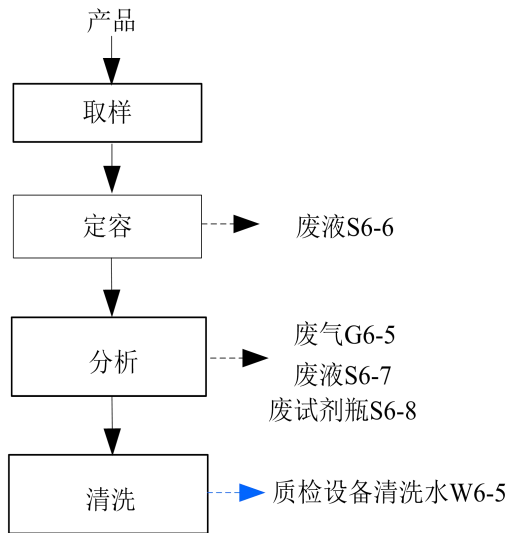 产品
取样
定容
废液S6-6
分析
废气G6-5
废液S6-7
废试剂瓶S6-8
清洗
质检设备清洗水W6-5